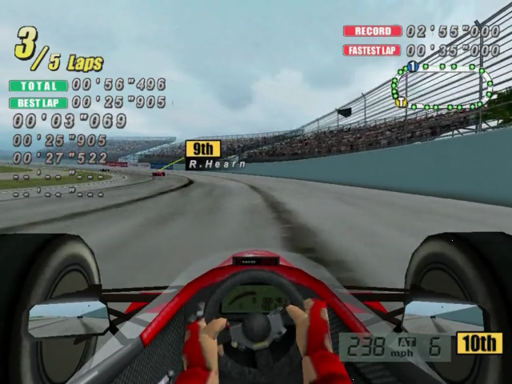 3/5 Laps
RECORD 02'55"000
FASTEST LAP 00'35"000
1
TOTAL 00'56"496
BEST LAP 00'25"905
00'03"069
00'25"905
00'27"522
--'--"---
--'--"---
9th
R.Hearn
238 mph AT 6 10th